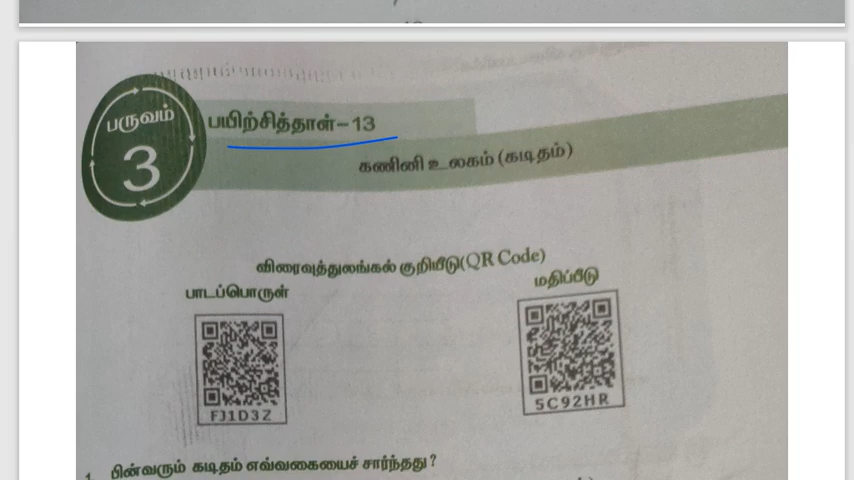 பருவம்
3
பயிற்சித்தாள்-13
கணினி உலகம் (கடிதம்)
விரைவுத்துலங்கல் குறியீடு(QR Code)
பாடப்பொருள்
மதிப்பீடு
FJ1D3Z
5C92HR
1. பின்வரும் கடிதம் எவ்வகையைச் சார்ந்தது?